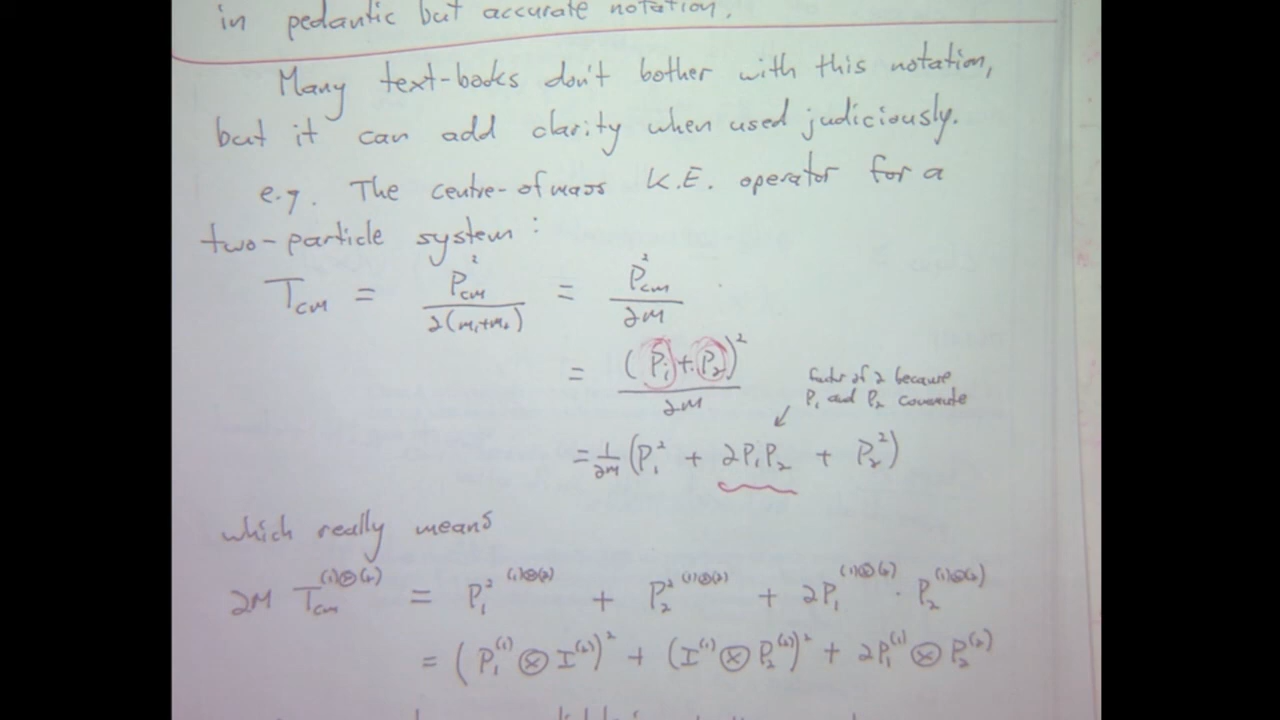 in pedantic but accurate notation.
Many text-books don't bother with this notation,
but it can add clarity when used judiciously.
e.g. The centre-of mass K.E. operator for a
two-particle system:
T_cm = P_cm² / 2(m₁+m₂) = P_cm² / 2M
= (P₁ + P₂)² / 2M
factor of 2 because
P₁ and P₂ commute
= 1/2M (P₁² + 2P₁P₂ + P₂²)
which really means
2M T_cm^(1)⊗(2) = P₁²^(1)⊗(2) + P₂²^(1)⊗(2) + 2P₁^(1)⊗(2) · P₂^(1)⊗(2)
= (P₁^(1) ⊗ I^(2))² + (I^(1) ⊗ P₂^(2))² + 2P₁^(1) ⊗ P₂^(2)